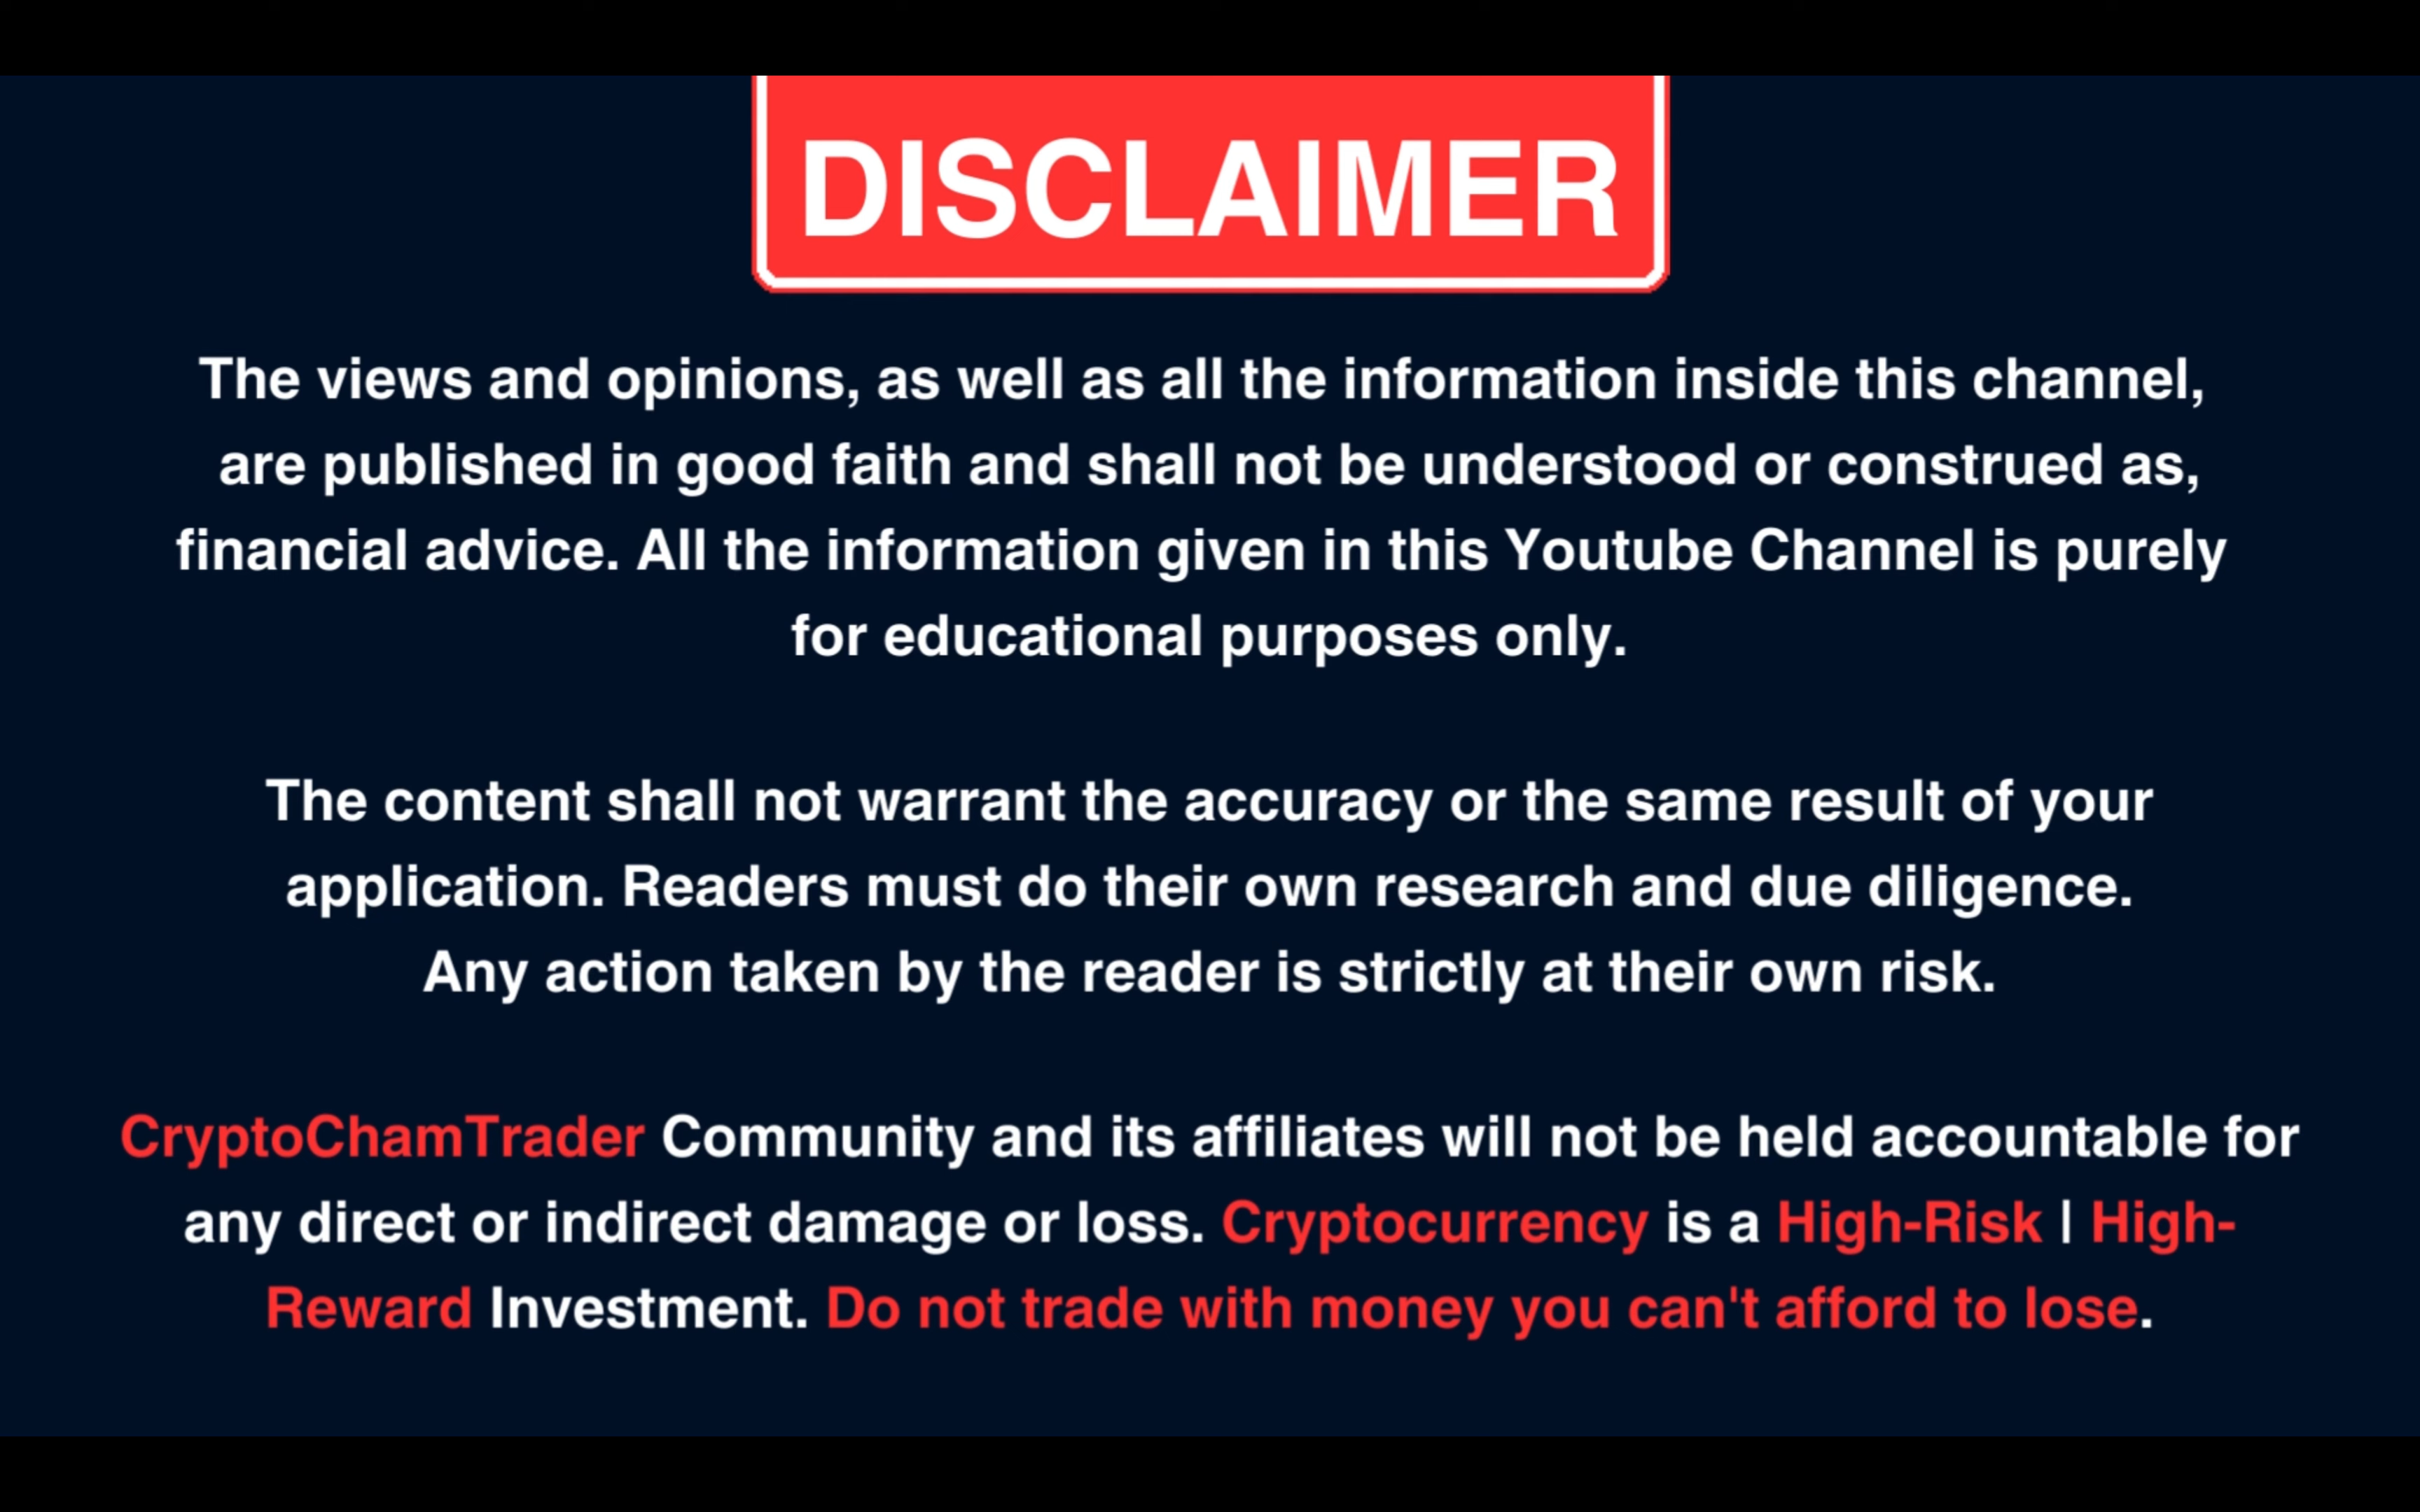 DISCLAIMER
The views and opinions, as well as all the information inside this channel,
are published in good faith and shall not be understood or construed as,
financial advice. All the information given in this Youtube Channel is purely
for educational purposes only.
The content shall not warrant the accuracy or the same result of your
application. Readers must do their own research and due diligence.
Any action taken by the reader is strictly at their own risk.
CryptoChamTrader Community and its affiliates will not be held accountable for
any direct or indirect damage or loss. Cryptocurrency is a High-Risk | High-
Reward Investment. Do not trade with money you can't afford to lose.